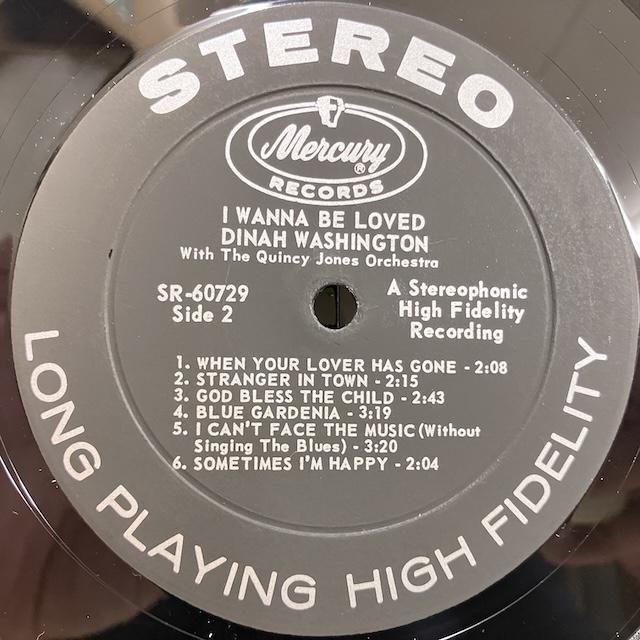 STEREO
Mercury®
RECORDS
I WANNA BE LOVED
DINAH WASHINGTON
With The Quincy Jones Orchestra
SR-60729
Side 2
A Stereophonic
High Fidelity
Recording
1. WHEN YOUR LOVER HAS GONE - 2:08
2. STRANGER IN TOWN - 2:15
3. GOD BLESS THE CHILD - 2:43
4. BLUE GARDENIA - 3:19
5. I CAN'T FACE THE MUSIC (Without
Singing The Blues) - 3:20
6. SOMETIMES I'M HAPPY - 2:04
LONG PLAYING HIGH FIDELITY